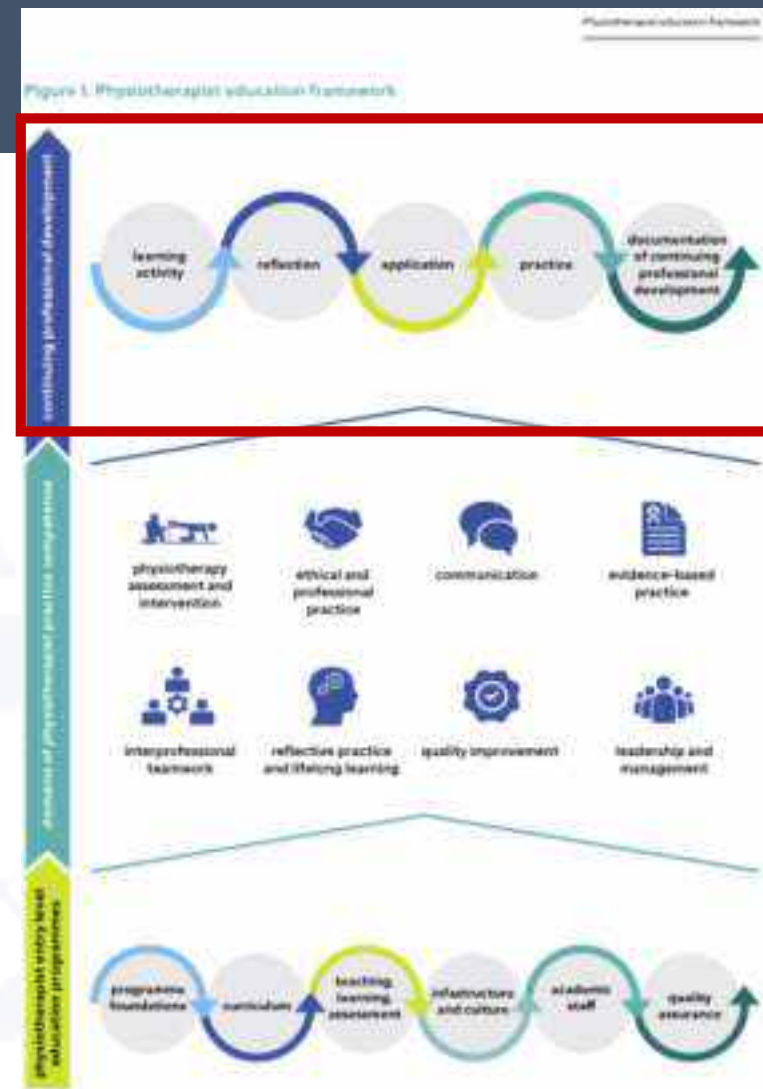 Physiotherapist education framework
Figure 1. Physiotherapist education framework
continuing professional development
learning
activity
reflection
application
practice
documentation
of continuing
professional
development
domains of physiotherapist practice competence
physiotherapy
assessment and
intervention
ethical and
professional
practice
communication
evidence-based
practice
interprofessional
teamwork
reflective practice
and lifelong learning
quality improvement
leadership and
management
physiotherapist entry level
education programmes
programme
foundations
curriculum
teaching,
learning,
assessment
infrastructure
and culture
academic
staff
quality
assurance